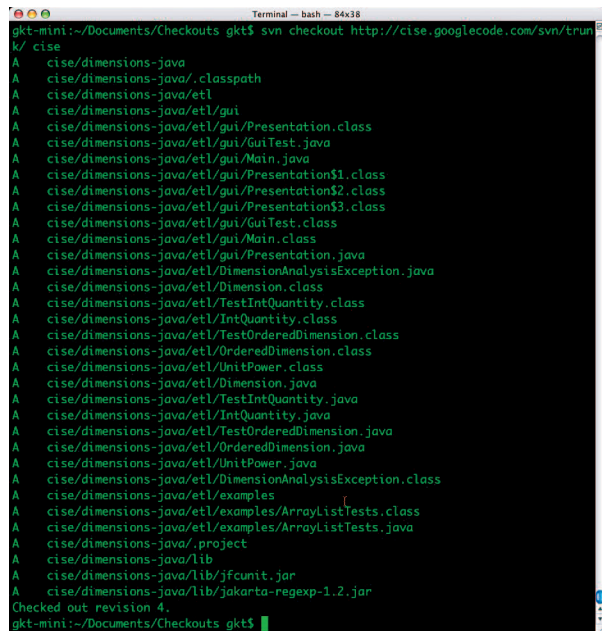 Terminal — bash — 84x38
gkt-mini:~/Documents/Checkouts gkt$ svn checkout http://cise.googlecode.com/svn/trun
k/ cise
A    cise/dimensions-java
A    cise/dimensions-java/.classpath
A    cise/dimensions-java/etl
A    cise/dimensions-java/etl/gui
A    cise/dimensions-java/etl/gui/Presentation.class
A    cise/dimensions-java/etl/gui/GuiTest.java
A    cise/dimensions-java/etl/gui/Main.java
A    cise/dimensions-java/etl/gui/Presentation$1.class
A    cise/dimensions-java/etl/gui/Presentation$2.class
A    cise/dimensions-java/etl/gui/Presentation$3.class
A    cise/dimensions-java/etl/gui/GuiTest.class
A    cise/dimensions-java/etl/gui/Main.class
A    cise/dimensions-java/etl/gui/Presentation.java
A    cise/dimensions-java/etl/DimensionAnalysisException.java
A    cise/dimensions-java/etl/Dimension.class
A    cise/dimensions-java/etl/TestIntQuantity.class
A    cise/dimensions-java/etl/IntQuantity.class
A    cise/dimensions-java/etl/TestOrderedDimension.class
A    cise/dimensions-java/etl/OrderedDimension.class
A    cise/dimensions-java/etl/UnitPower.class
A    cise/dimensions-java/etl/Dimension.java
A    cise/dimensions-java/etl/TestIntQuantity.java
A    cise/dimensions-java/etl/IntQuantity.java
A    cise/dimensions-java/etl/TestOrderedDimension.java
A    cise/dimensions-java/etl/OrderedDimension.java
A    cise/dimensions-java/etl/UnitPower.java
A    cise/dimensions-java/etl/DimensionAnalysisException.class
A    cise/dimensions-java/etl/examples
A    cise/dimensions-java/etl/examples/ArrayListTests.class
A    cise/dimensions-java/etl/examples/ArrayListTests.java
A    cise/dimensions-java/.project
A    cise/dimensions-java/lib
A    cise/dimensions-java/lib/jfcunit.jar
A    cise/dimensions-java/lib/jakarta-regexp-1.2.jar
Checked out revision 4.
gkt-mini:~/Documents/Checkouts gkt$